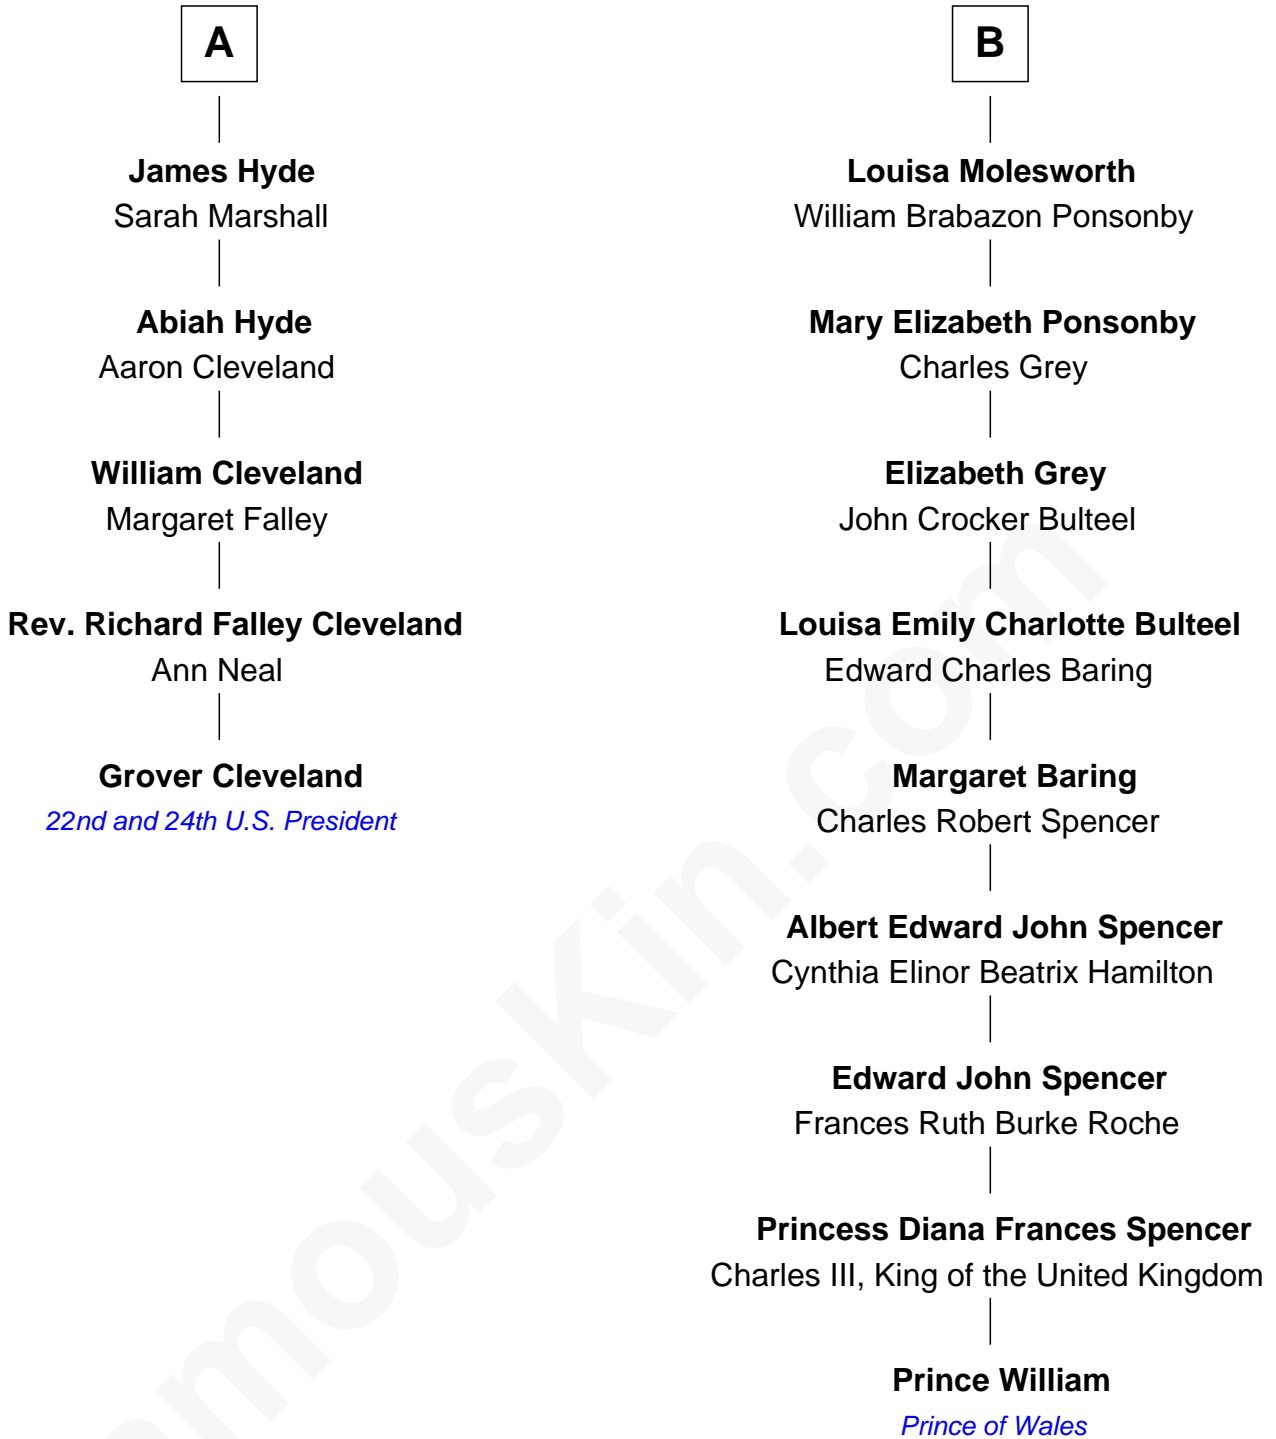 A
James Hyde
Sarah Marshall
Abiah Hyde
Aaron Cleveland
William Cleveland
Margaret Falley
Rev. Richard Falley Cleveland
Ann Neal
Grover Cleveland
22nd and 24th U.S. President
B
Louisa Molesworth
William Brabazon Ponsonby
Mary Elizabeth Ponsonby
Charles Grey
Elizabeth Grey
John Crocker Bulteel
Louisa Emily Charlotte Bulteel
Edward Charles Baring
Margaret Baring
Charles Robert Spencer
Albert Edward John Spencer
Cynthia Elinor Beatrix Hamilton
Edward John Spencer
Frances Ruth Burke Roche
Princess Diana Frances Spencer
Charles III, King of the United Kingdom
Prince William
Prince of Wales
amousKin.com